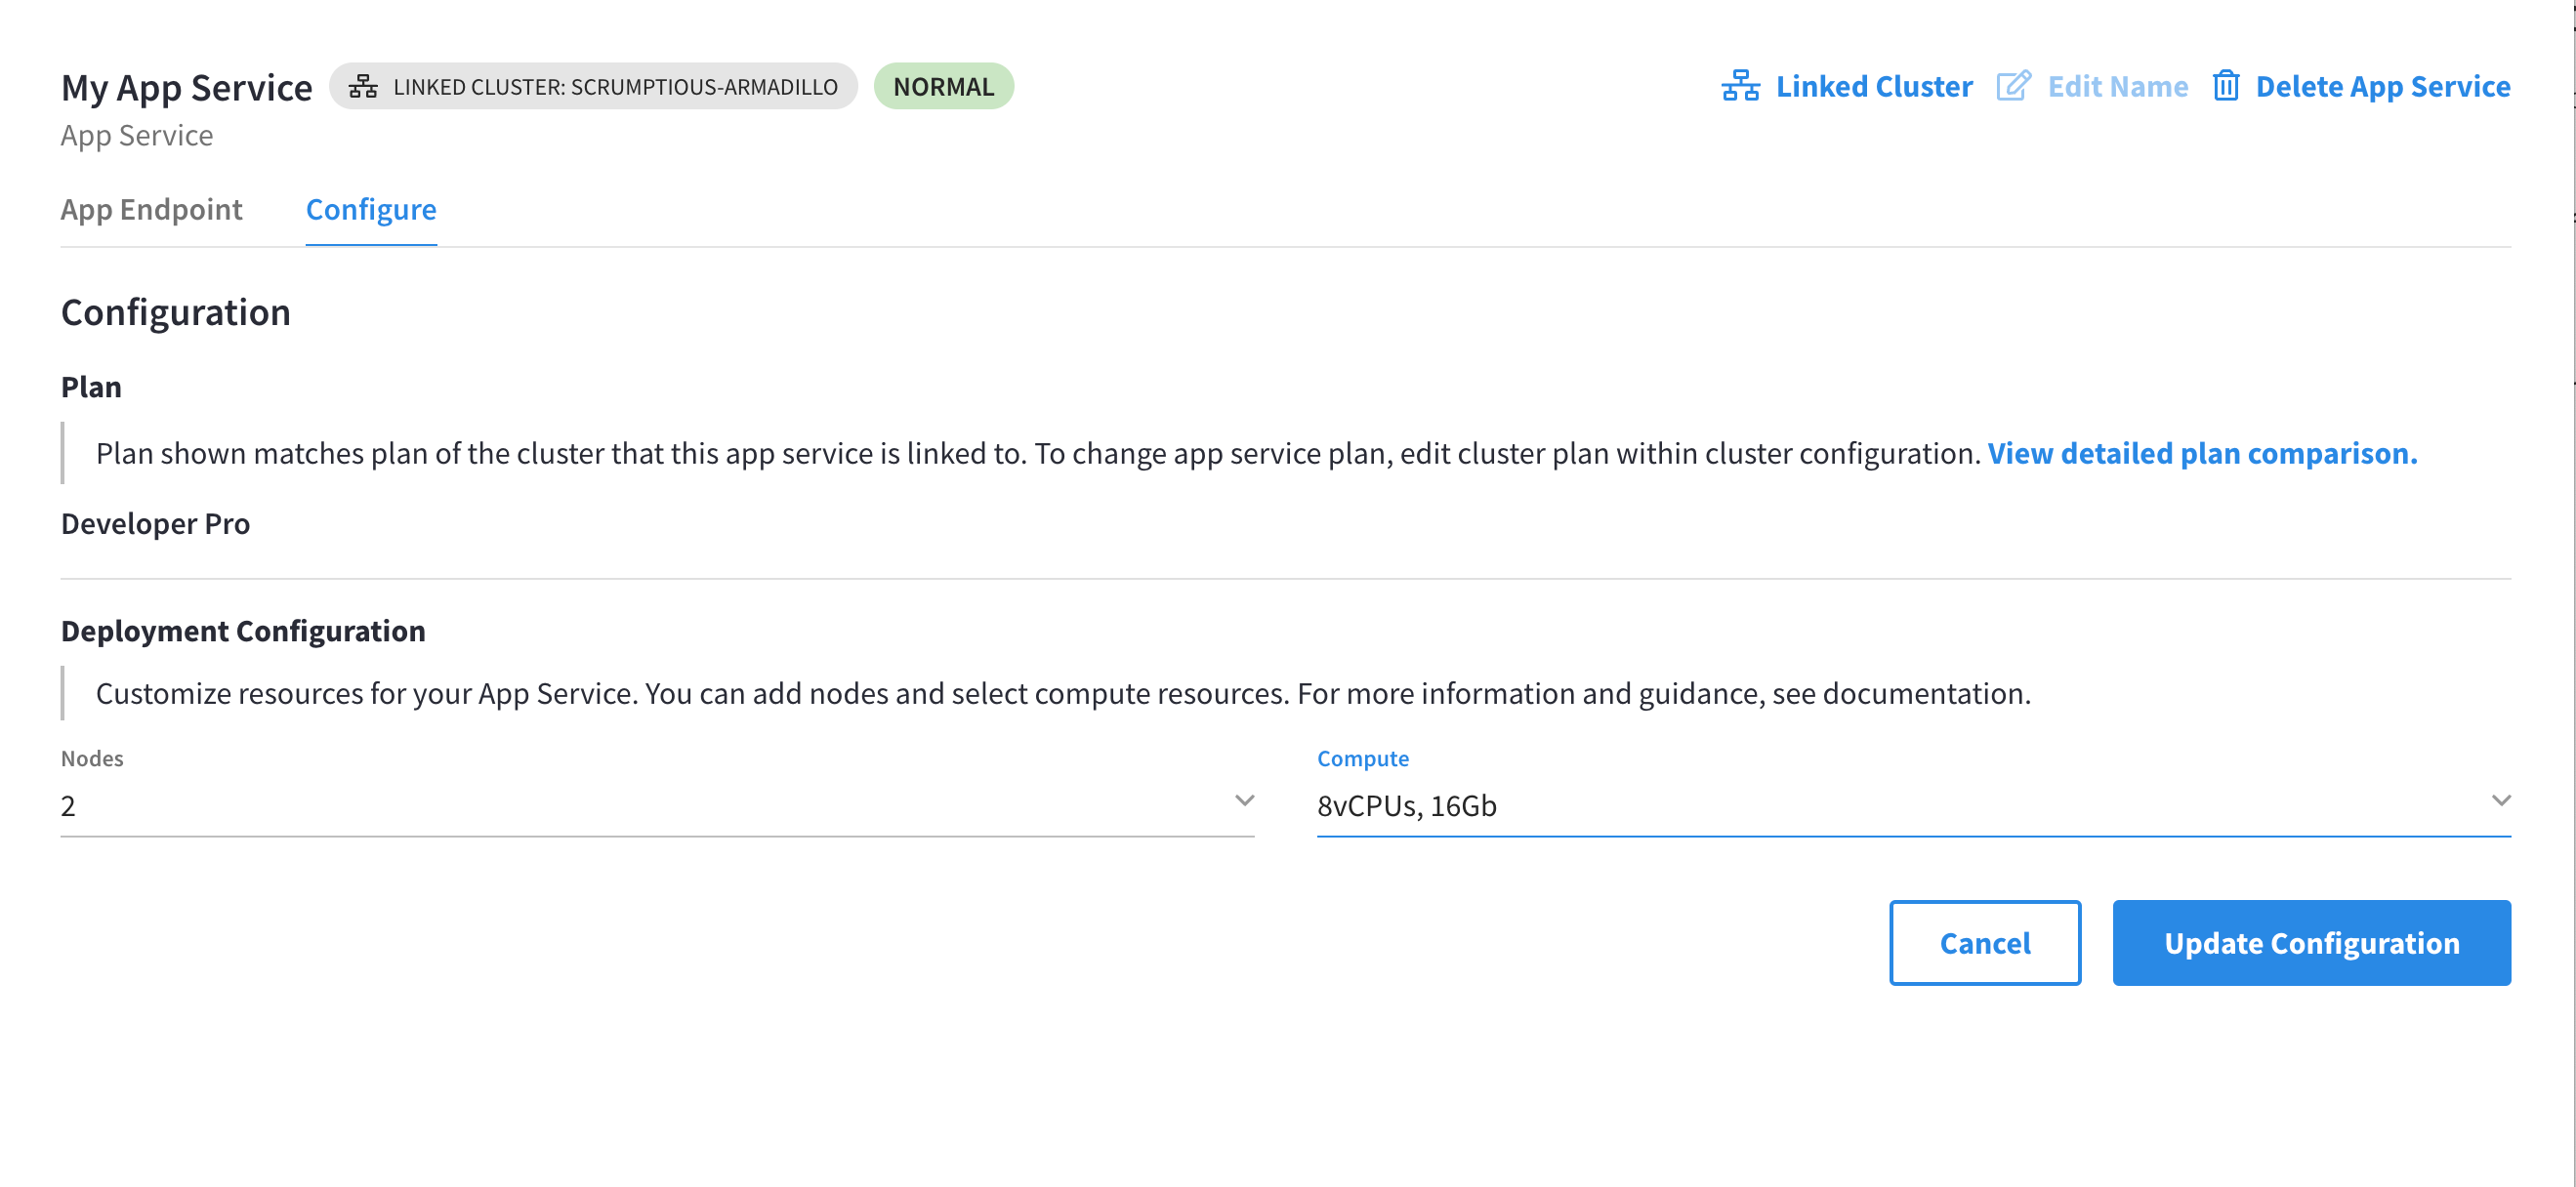 My App Service LINKED CLUSTER: SCRUMPTIOUS-ARMADILLO NORMAL Linked Cluster Edit Name Delete App Service
App Service
App Endpoint Configure
Configuration
Plan
Plan shown matches plan of the cluster that this app service is linked to. To change app service plan, edit cluster plan within cluster configuration. View detailed plan comparison.
Developer Pro
Deployment Configuration
Customize resources for your App Service. You can add nodes and select compute resources. For more information and guidance, see documentation.
Nodes Compute
2 8vCPUs, 16Gb
Cancel Update Configuration